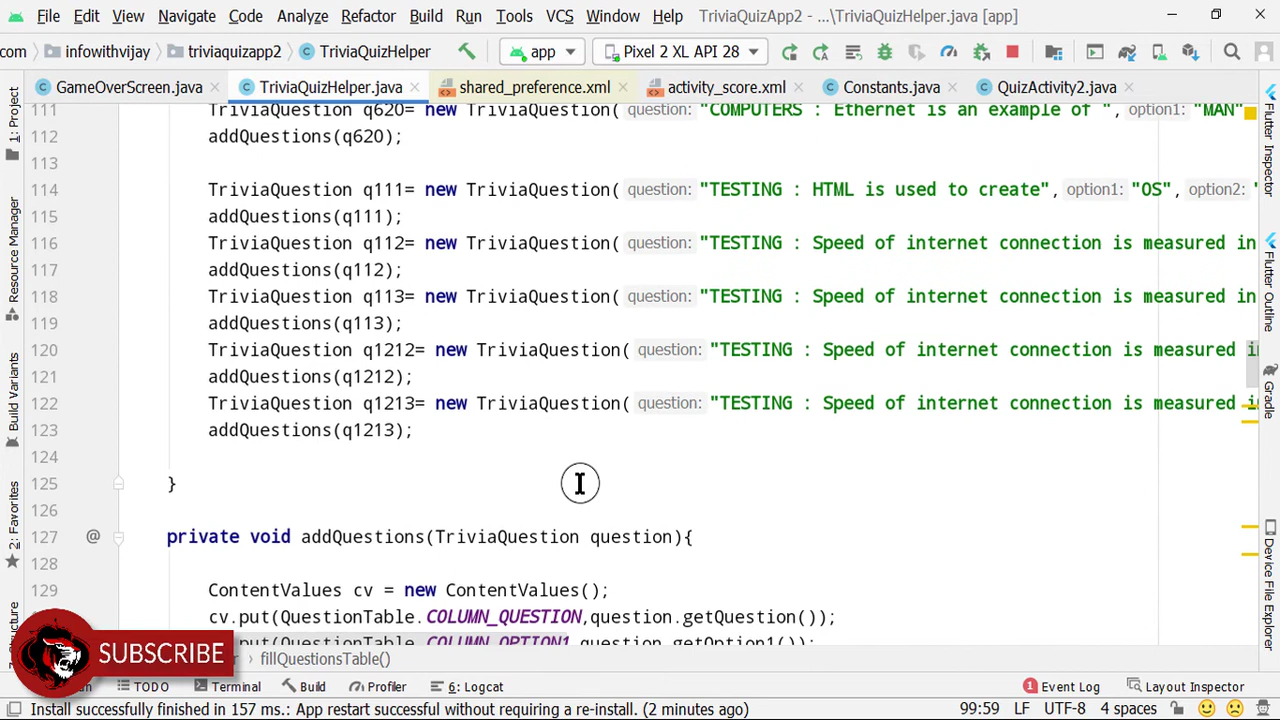 File Edit View Navigate Code Analyze Refactor Build Run Tools VCS Window Help TriviaQuizApp2 - ...\TriviaQuizHelper.java [app]
com infowithvijav triviaquizapp2 TriviaQuizHelper app Pixel 2 XL API 28
GameOverScreen.java TriviaQuizHelper.java shared_preference.xml activity_score.xml Constants.java QuizActivity2.java
111 TriviaQuestion q620= new TriviaQuestion( question: "COMPUTERS : Ethernet is an example of ", option1: "MAN"
112 addQuestions(q620);
113
114 TriviaQuestion q111= new TriviaQuestion( question: "TESTING : HTML is used to create", option1: "OS", option2: "
115 addQuestions(q111);
116 TriviaQuestion q112= new TriviaQuestion( question: "TESTING : Speed of internet connection is measured in
117 addQuestions(q112);
118 TriviaQuestion q113= new TriviaQuestion( question: "TESTING : Speed of internet connection is measured in
119 addQuestions(q113);
120 TriviaQuestion q1212= new TriviaQuestion( question: "TESTING : Speed of internet connection is measured i
121 addQuestions(q1212);
122 TriviaQuestion q1213= new TriviaQuestion( question: "TESTING : Speed of internet connection is measured i
123 addQuestions(q1213);
124
125 }
126
127 @ private void addQuestions(TriviaQuestion question){
128
129 ContentValues cv = new ContentValues();
cv.put(QuestionTable.COLUMN_QUESTION,question.getQuestion());
.put(QuestionTable.COLUMN_OPTION1,question.getOption1());
SUBSCRIBE
fillQuestionsTable()
TODO Terminal Build Profiler 6: Logcat 1 Event Log Layout Inspector
Install successfully finished in 157 ms.: App restart successful without requiring a re-install. (2 minutes ago) 99:59 LF UTF-8 4 spaces
1: Project
Resource Manager
Build Variants
2: Favorites
Flutter Inspector
Flutter Outline
Gradle
Device File Explorer